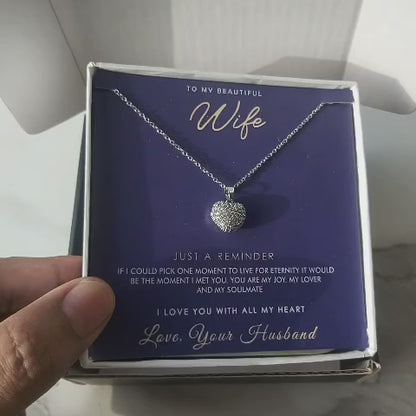 TO MY BEAUTIFUL
Wife
JUST A REMINDER
IF I COULD PICK ONE MOMENT TO LIVE FOR ETERNITY IT WOULD
BE THE MOMENT I MET YOU. YOU ARE MY JOY, MY LOVER
AND MY SOULMATE
I LOVE YOU WITH ALL MY HEART
Love, Your Husband